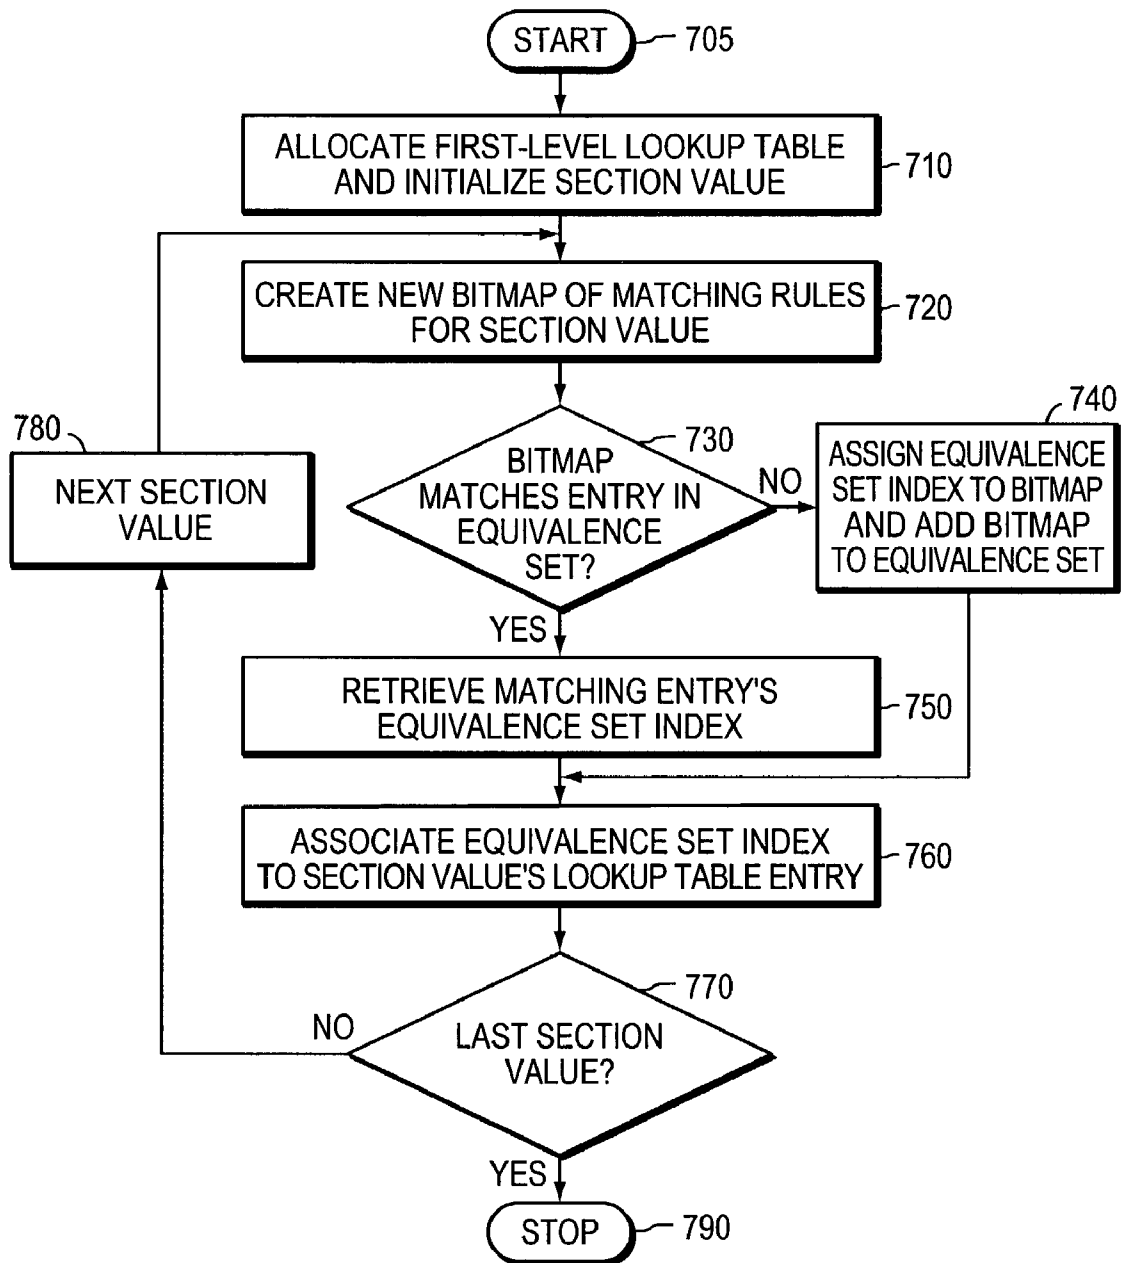 START
705
ALLOCATE FIRST-LEVEL LOOKUP TABLE
AND INITIALIZE SECTION VALUE
710
CREATE NEW BITMAP OF MATCHING RULES
FOR SECTION VALUE
720
780
NEXT SECTION
VALUE
730
BITMAP
MATCHES ENTRY IN
EQUIVALENCE
SET?
NO
740
ASSIGN EQUIVALENCE
SET INDEX TO BITMAP
AND ADD BITMAP
TO EQUIVALENCE SET
YES
RETRIEVE MATCHING ENTRY'S
EQUIVALENCE SET INDEX
750
ASSOCIATE EQUIVALENCE SET INDEX
TO SECTION VALUE'S LOOKUP TABLE ENTRY
760
770
NO
LAST SECTION
VALUE?
YES
STOP
790